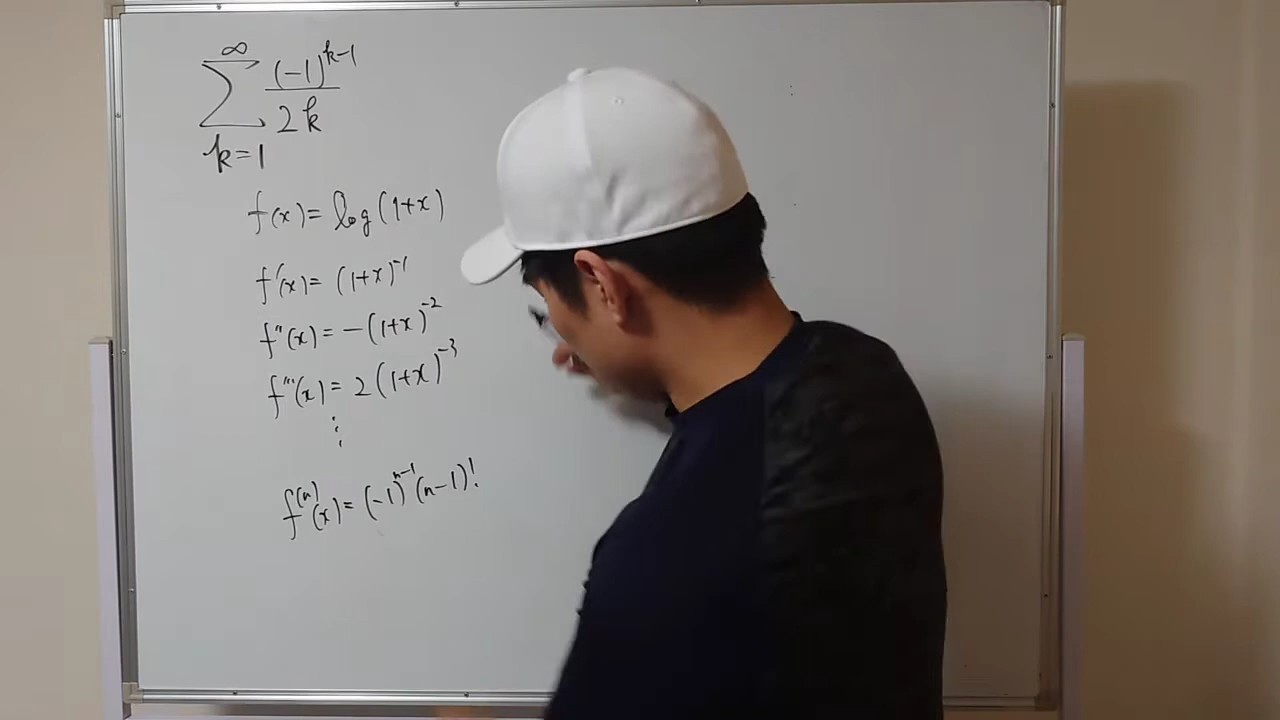 ∞
∑ (-1)^{k-1} / 2k
k=1
f(x) = log(1+x)
f'(x) = (1+x)^{-1}
f''(x) = -(1+x)^{-2}
f'''(x) = 2(1+x)^{-3}
⋮
f^{(n)}(x) = (-1)^{n-1}(n-1)!